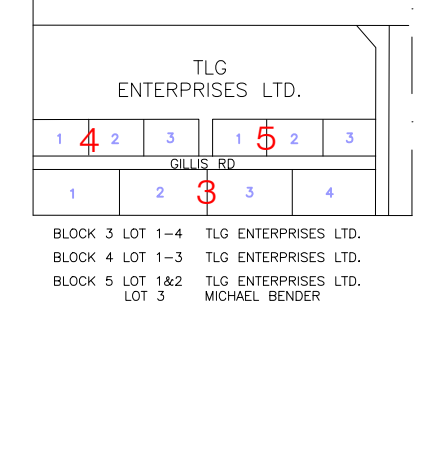 TLG
ENTERPRISES LTD.
1 4 2 3 1 5 2 3
GILLIS RD
1 2 3 3 4
BLOCK 3 LOT 1-4 TLG ENTERPRISES LTD.
BLOCK 4 LOT 1-3 TLG ENTERPRISES LTD.
BLOCK 5 LOT 1&2 TLG ENTERPRISES LTD.
LOT 3 MICHAEL BENDER